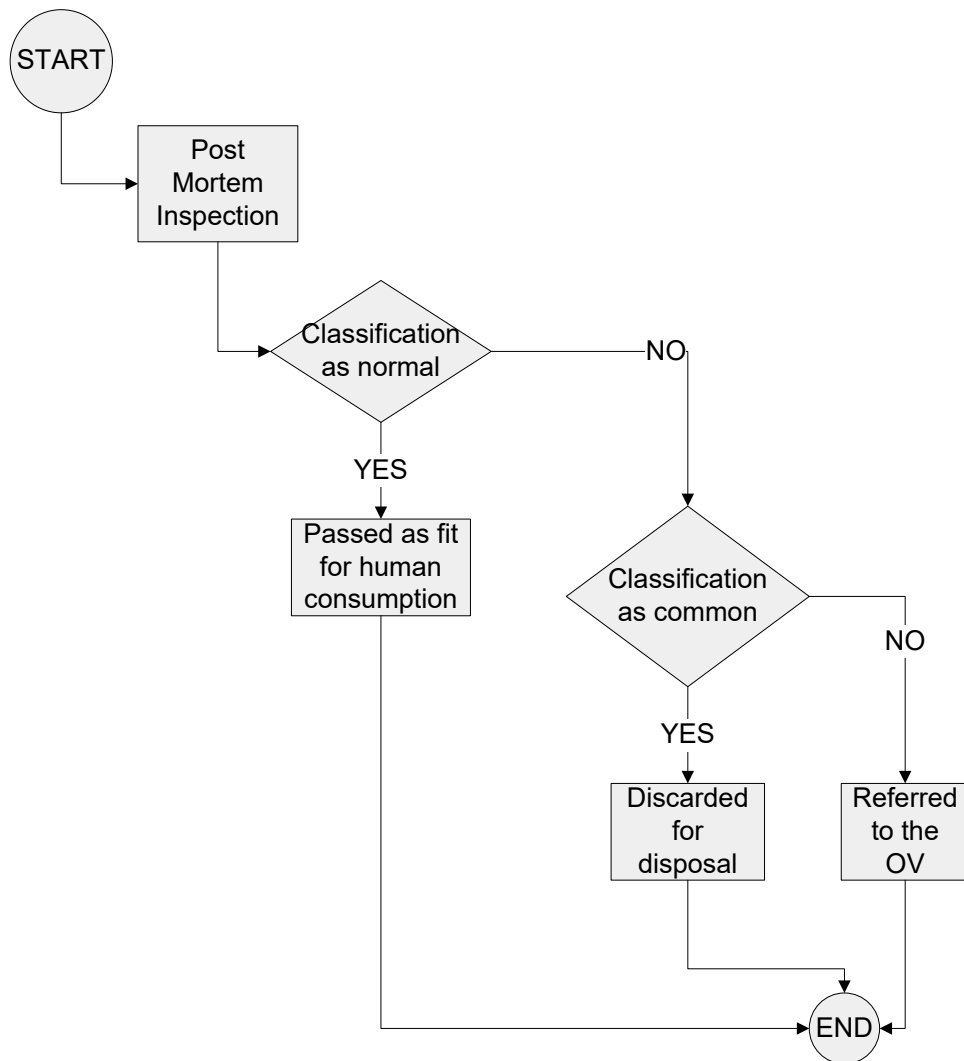 START
Post
Mortem
Inspection
Classification
as normal
NO
YES
Passed as fit
for human
consumption
Classification
as common
NO
YES
Discarded
for
disposal
Referred
to the
OV
END